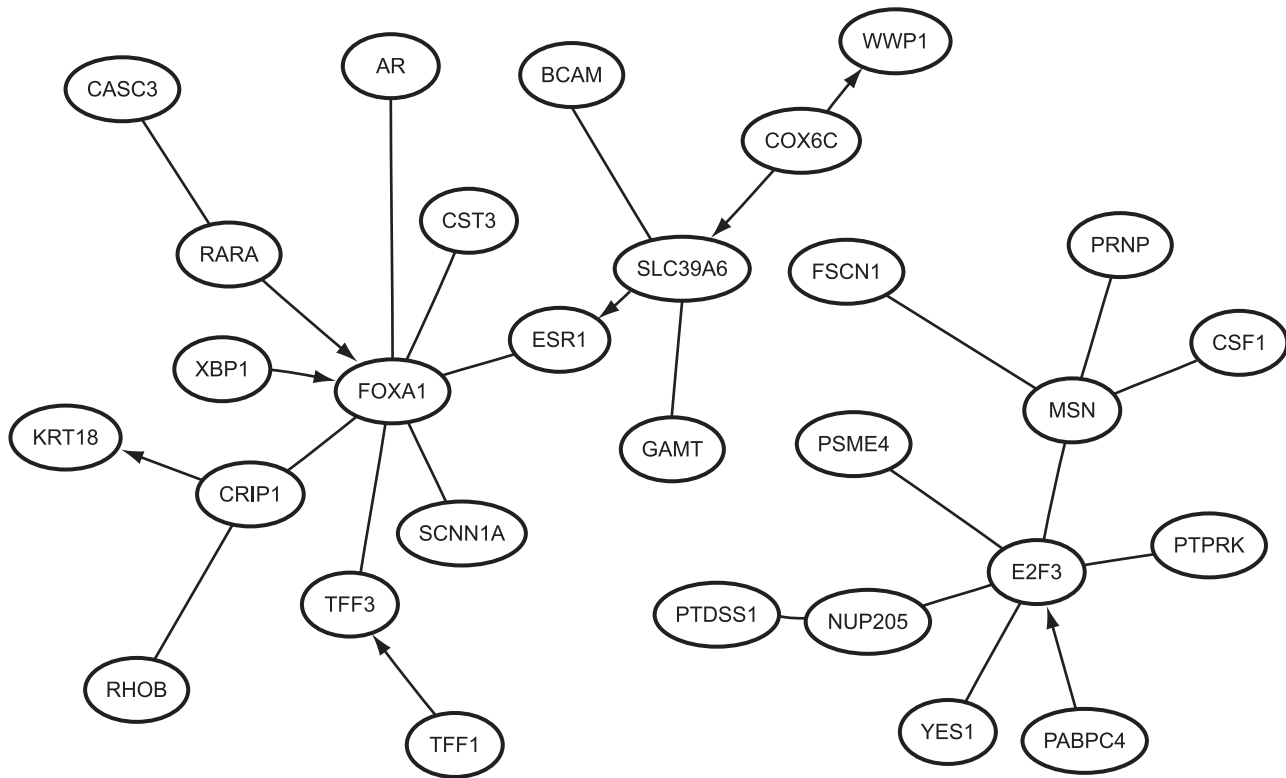 WWP1
AR
BCAM
CASC3
COX6C
CST3
PRNP
RARA
SLC39A6
FSCN1
ESR1
CSF1
XBP1
FOXA1
MSN
KRT18
GAMT
PSME4
CRIP1
SCNN1A
PTPRK
E2F3
TFF3
PTDSS1
NUP205
RHOB
YES1
PABPC4
TFF1